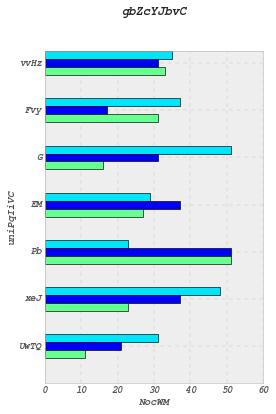 gbZcYJbvC
vvHz
Fvy
G
EM
Pb
xeJ
UwTQ
uniPqIiVC
0 10 20 30 40 50 60
NocWM